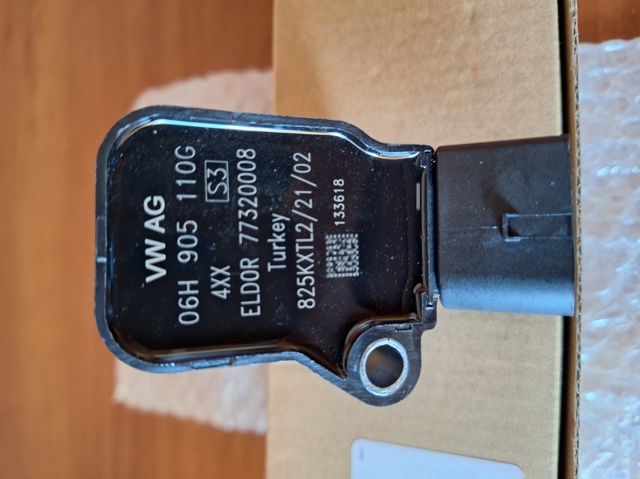 VW AG
06H 905 110G
4XX S3
ELDOR 77320008
Turkey
825KXTL2/21/02
133618